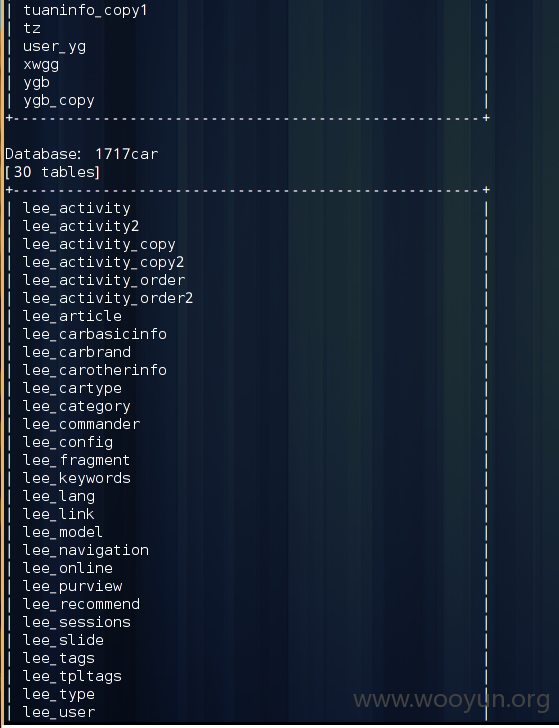 | tuaninfo_copy1 |
| tz |
| user_yg |
| xwgg |
| ygb |
| ygb_copy |
+----------------------------------------------------+

Database: 1717car
[30 tables]
+----------------------------------------------------+
| lee_activity |
| lee_activity2 |
| lee_activity_copy |
| lee_activity_copy2 |
| lee_activity_order |
| lee_activity_order2 |
| lee_article |
| lee_carbasicinfo |
| lee_carbrand |
| lee_carotherinfo |
| lee_cartype |
| lee_category |
| lee_commander |
| lee_config |
| lee_fragment |
| lee_keywords |
| lee_lang |
| lee_link |
| lee_model |
| lee_navigation |
| lee_online |
| lee_purview |
| lee_recommend |
| lee_sessions |
| lee_slide |
| lee_tags |
| lee_tpltags |
| lee_type |
| lee_user |
www.wooyun.org